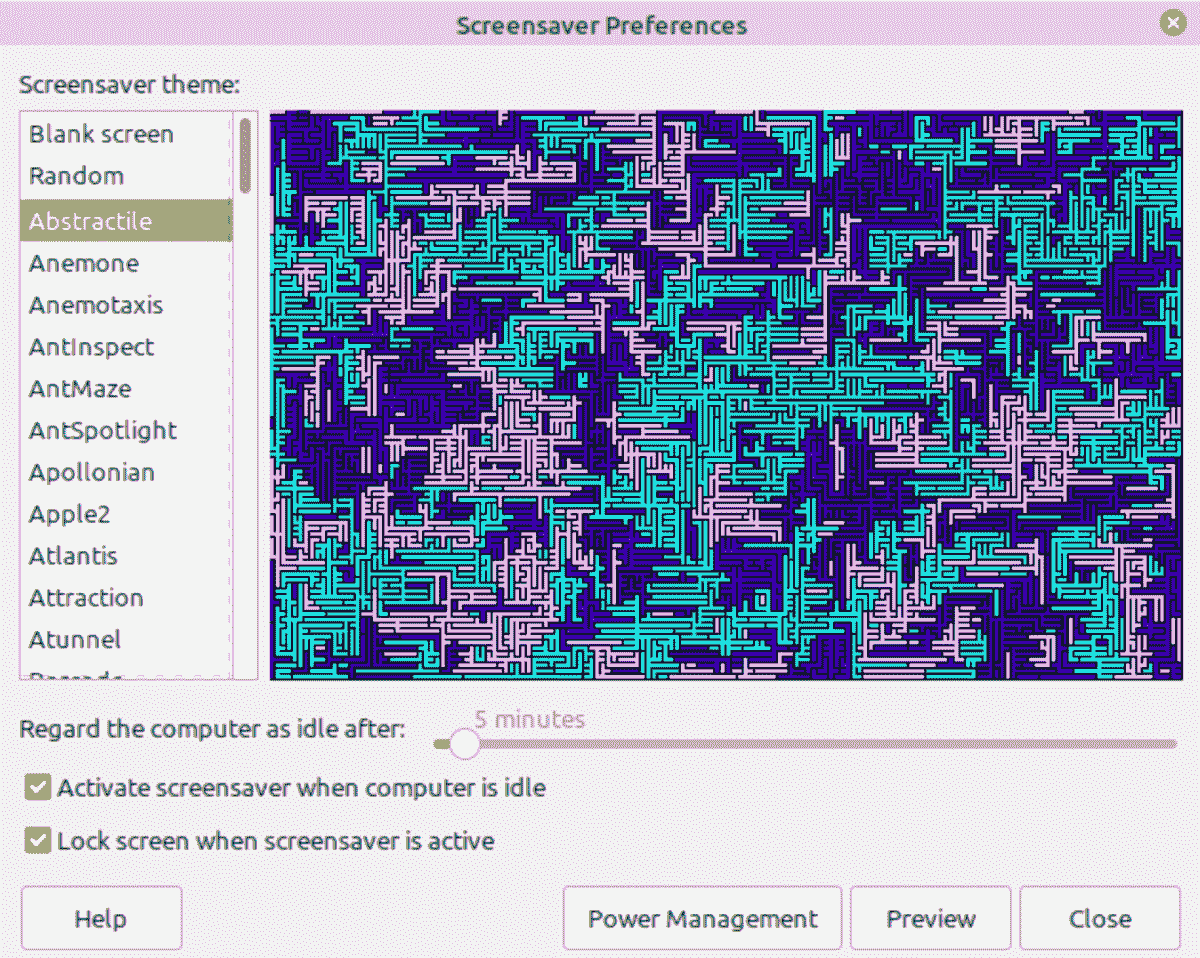 Screensaver Preferences
Screensaver theme:
Blank screen
Random
Abstractile
Anemone
Anemotaxis
AntInspect
AntMaze
AntSpotlight
Apollonian
Apple2
Atlantis
Attraction
Atunnel
5 minutes
Regard the computer as idle after:
Activate screensaver when computer is idle
Lock screen when screensaver is active
Help
Power Management
Preview
Close